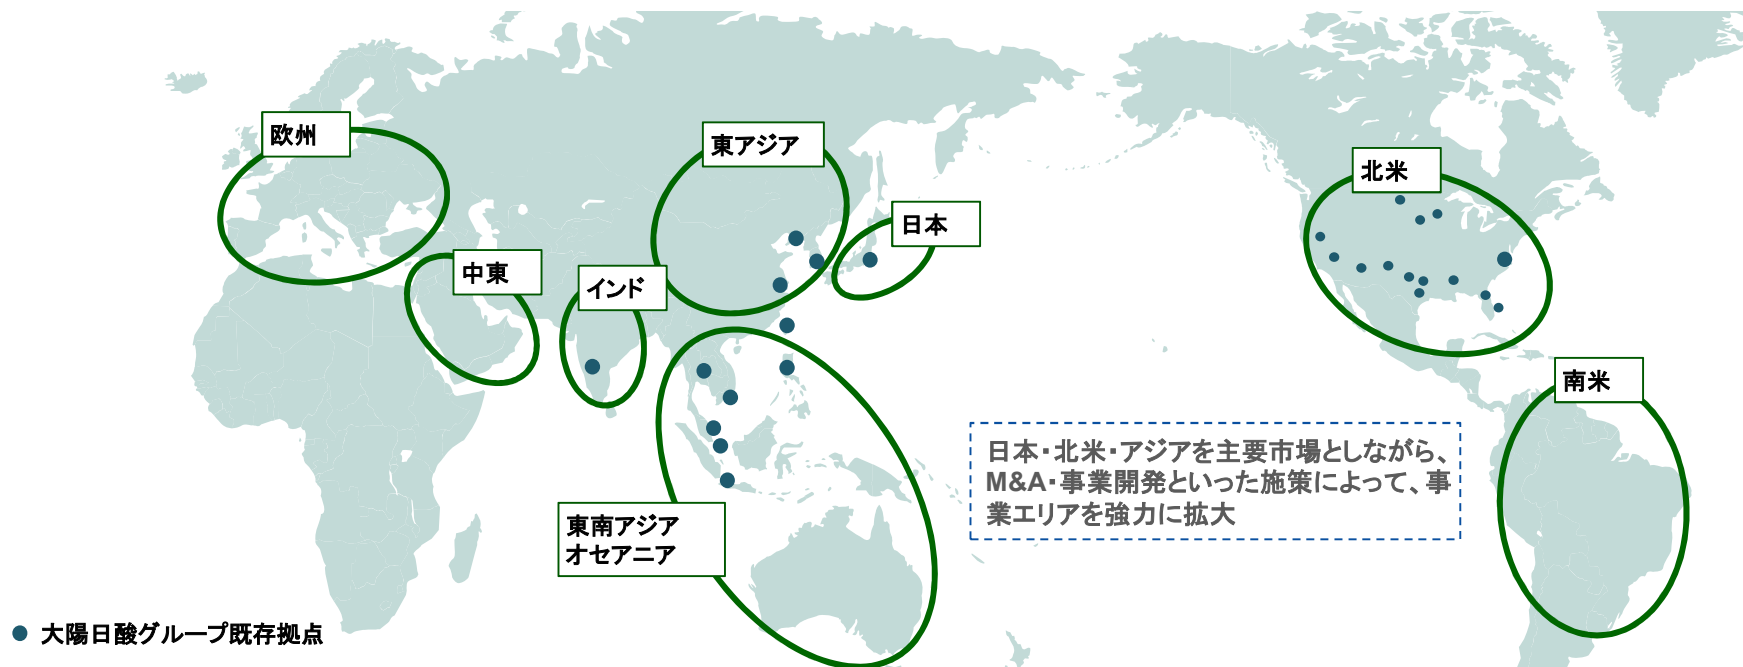 欧州
東アジア
北米
日本
中東
インド
南米
日本・北米・アジアを主要市場としながら、
M&A・事業開発といった施策によって、事
業エリアを強力に拡大
東南アジア
オセアニア
大陽日酸グループ既存拠点